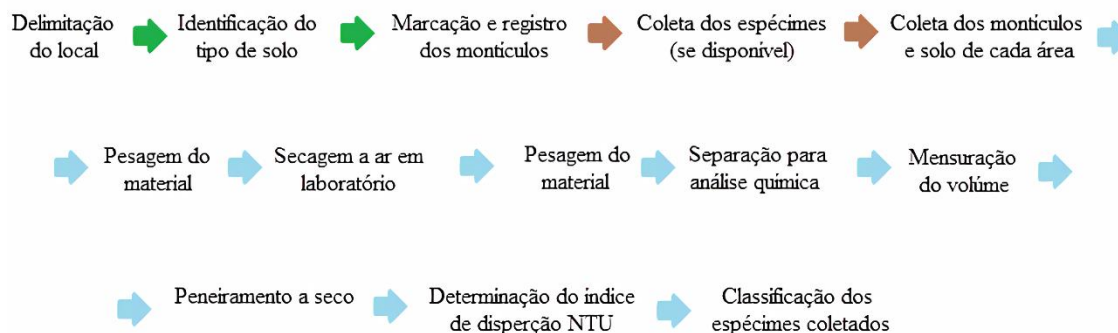 Delimitação do local
Identificação do tipo de solo
Marcação e registro dos montículos
Coleta dos espécimes (se disponível)
Coleta dos montículos e solo de cada área
Pesagem do material
Secagem a ar em laboratório
Pesagem do material
Separação para análise química
Mensuração do volúme
Peneiramento a seco
Determinação do índice de disperção NTU
Classificação dos espécimes coletados